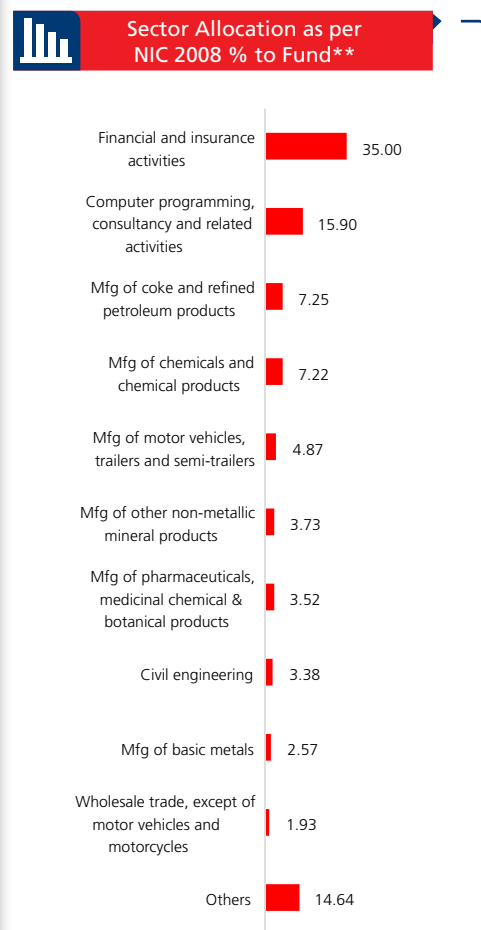 Sector Allocation as per
NIC 2008 % to Fund**
Financial and insurance
activities
35.00
Computer programming,
consultancy and related
activities
15.90
Mfg of coke and refined
petroleum products
7.25
Mfg of chemicals and
chemical products
7.22
Mfg of motor vehicles,
trailers and semi-trailers
4.87
Mfg of other non-metallic
mineral products
3.73
Mfg of pharmaceuticals,
medicinal chemical &
botanical products
3.52
Civil engineering
3.38
Mfg of basic metals
2.57
Wholesale trade, except of
motor vehicles and
motorcycles
1.93
Others
14.64